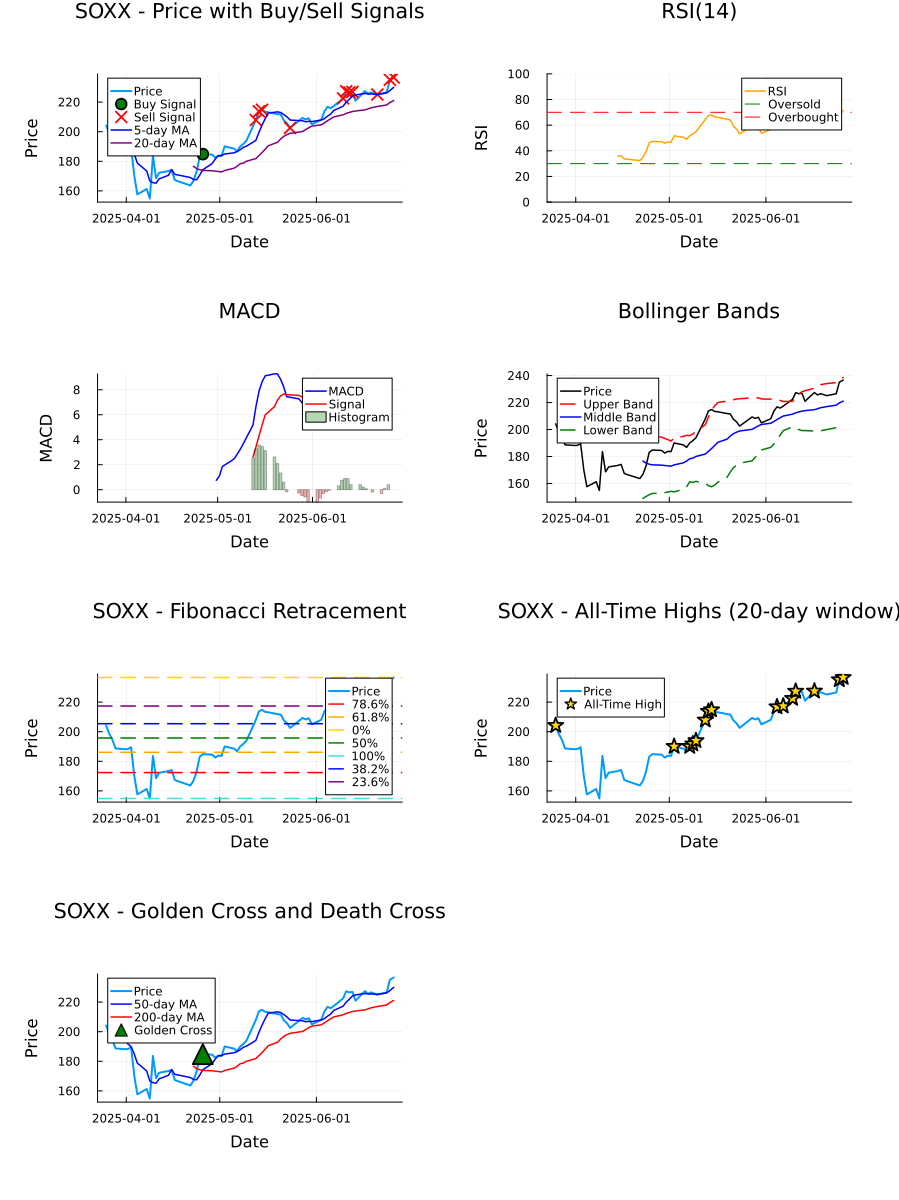 SOXX - Price with Buy/Sell Signals
Price
220
200
180
160
Price
Buy Signal
Sell Signal
5-day MA
20-day MA
2025-04-01
2025-05-01
2025-06-01
Date
RSI(14)
RSI
100
80
60
40
20
0
RSI
Oversold
Overbought
2025-04-01
2025-05-01
2025-06-01
Date
MACD
MACD
8
6
4
2
0
MACD
Signal
Histogram
2025-04-01
2025-05-01
2025-06-01
Date
Bollinger Bands
Price
240
220
200
180
160
Price
Upper Band
Middle Band
Lower Band
2025-04-01
2025-05-01
2025-06-01
Date
SOXX - Fibonacci Retracement
Price
220
200
180
160
Price
78.6%
61.8%
0%
50%
100%
38.2%
23.6%
2025-04-01
2025-05-01
2025-06-01
Date
SOXX - All-Time Highs (20-day window)
Price
220
200
180
160
Price
All-Time High
2025-04-01
2025-05-01
2025-06-01
Date
SOXX - Golden Cross and Death Cross
Price
220
200
180
160
Price
50-day MA
200-day MA
Golden Cross
2025-04-01
2025-05-01
2025-06-01
Date